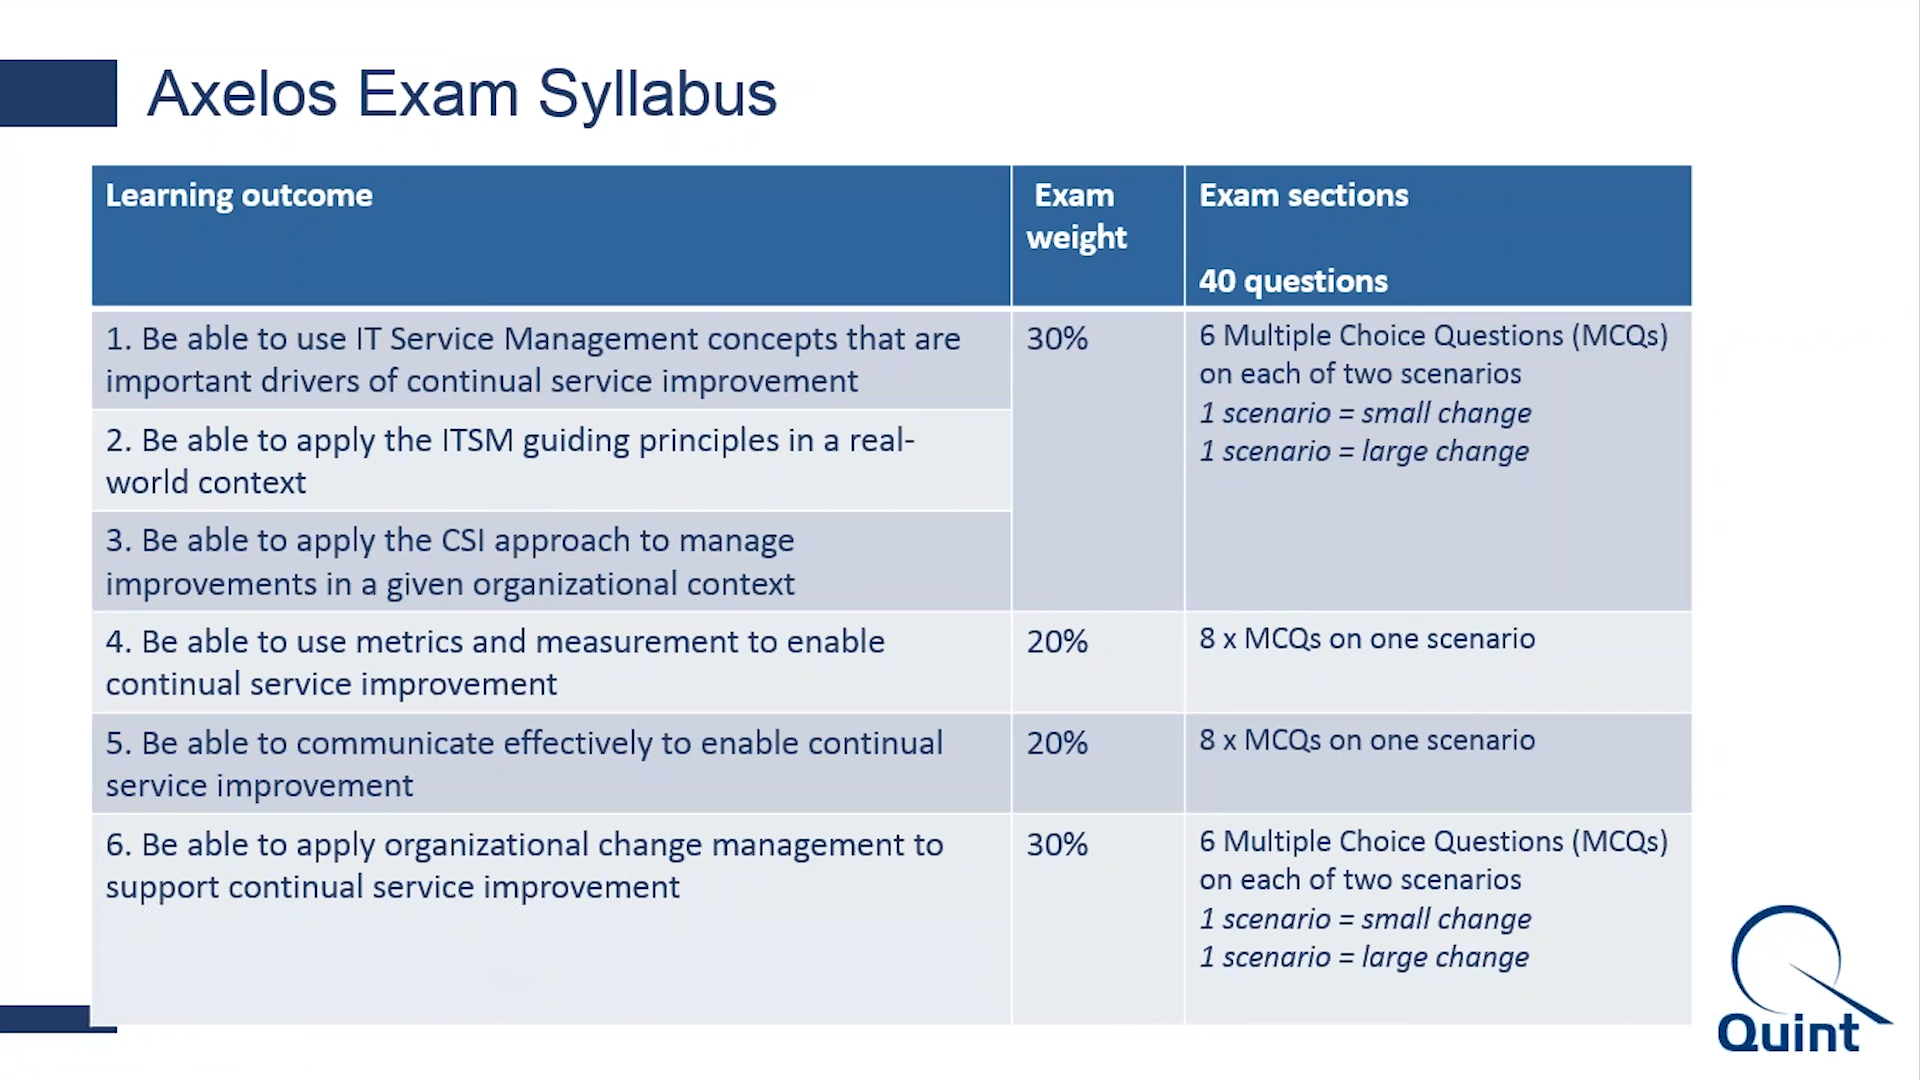 Axelos Exam Syllabus
Learning outcome
Exam
weight
Exam sections
40 questions
1. Be able to use IT Service Management concepts that are
important drivers of continual service improvement
30%
6 Multiple Choice Questions (MCQs)
on each of two scenarios
1 scenario = small change
1 scenario = large change
2. Be able to apply the ITSM guiding principles in a real-
world context
3. Be able to apply the CSI approach to manage
improvements in a given organizational context
4. Be able to use metrics and measurement to enable
continual service improvement
20%
8 x MCQs on one scenario
5. Be able to communicate effectively to enable continual
service improvement
20%
8 x MCQs on one scenario
6. Be able to apply organizational change management to
support continual service improvement
30%
6 Multiple Choice Questions (MCQs)
on each of two scenarios
1 scenario = small change
1 scenario = large change
Quint